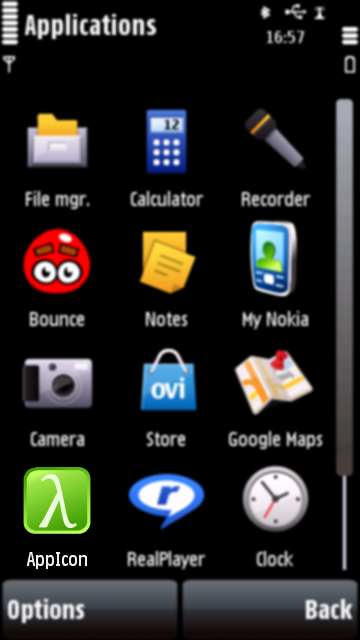 Applications
16:57
File mgr.
Calculator
Recorder
12
Bounce
Notes
My Nokia
Camera
Store
Google Maps
ovi
AppIcon
RealPlayer
Clock
λ
r
Options
Back